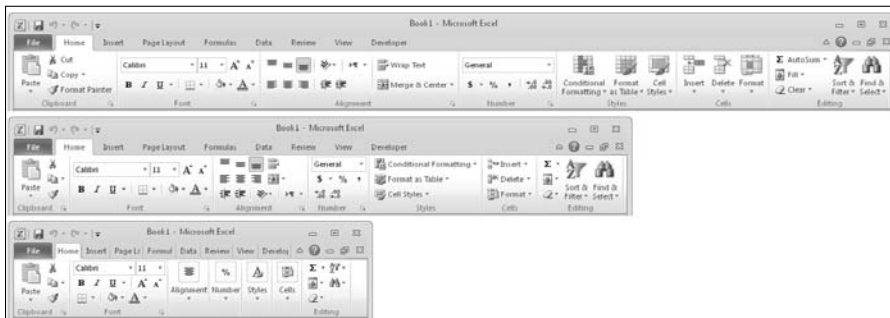 Book1 - Microsoft Excel
File Home Insert Page Layout Formulas Data Review View Developer
Cut Calibri 11 A A Wrap Text General Σ AutoSum
Copy Fill
Paste Format Painter B I U A Merge & Center $ % , Conditional Formatting Format as Table Cell Styles Insert Delete Format Clear Sort & Filter Find & Select
Clipboard Font Alignment Number Styles Cells Editing
Book1 - Microsoft Excel
File Home Insert Page Layout Formulas Data Review View Developer
Calibri 11 A A General Conditional Formatting Insert Σ
Paste B I U A $ % , Format as Table Delete Sort & Filter Find & Select
Cell Styles Format
Clipboard Font Alignment Number Styles Cells Editing
Book1 - Microsoft Excel
File Home Insert Page L Formul Data Review View Develo
Calibri 11 % A Σ
Paste B I U A A Alignment Number Styles Cells
A
Clipboard Font Editing